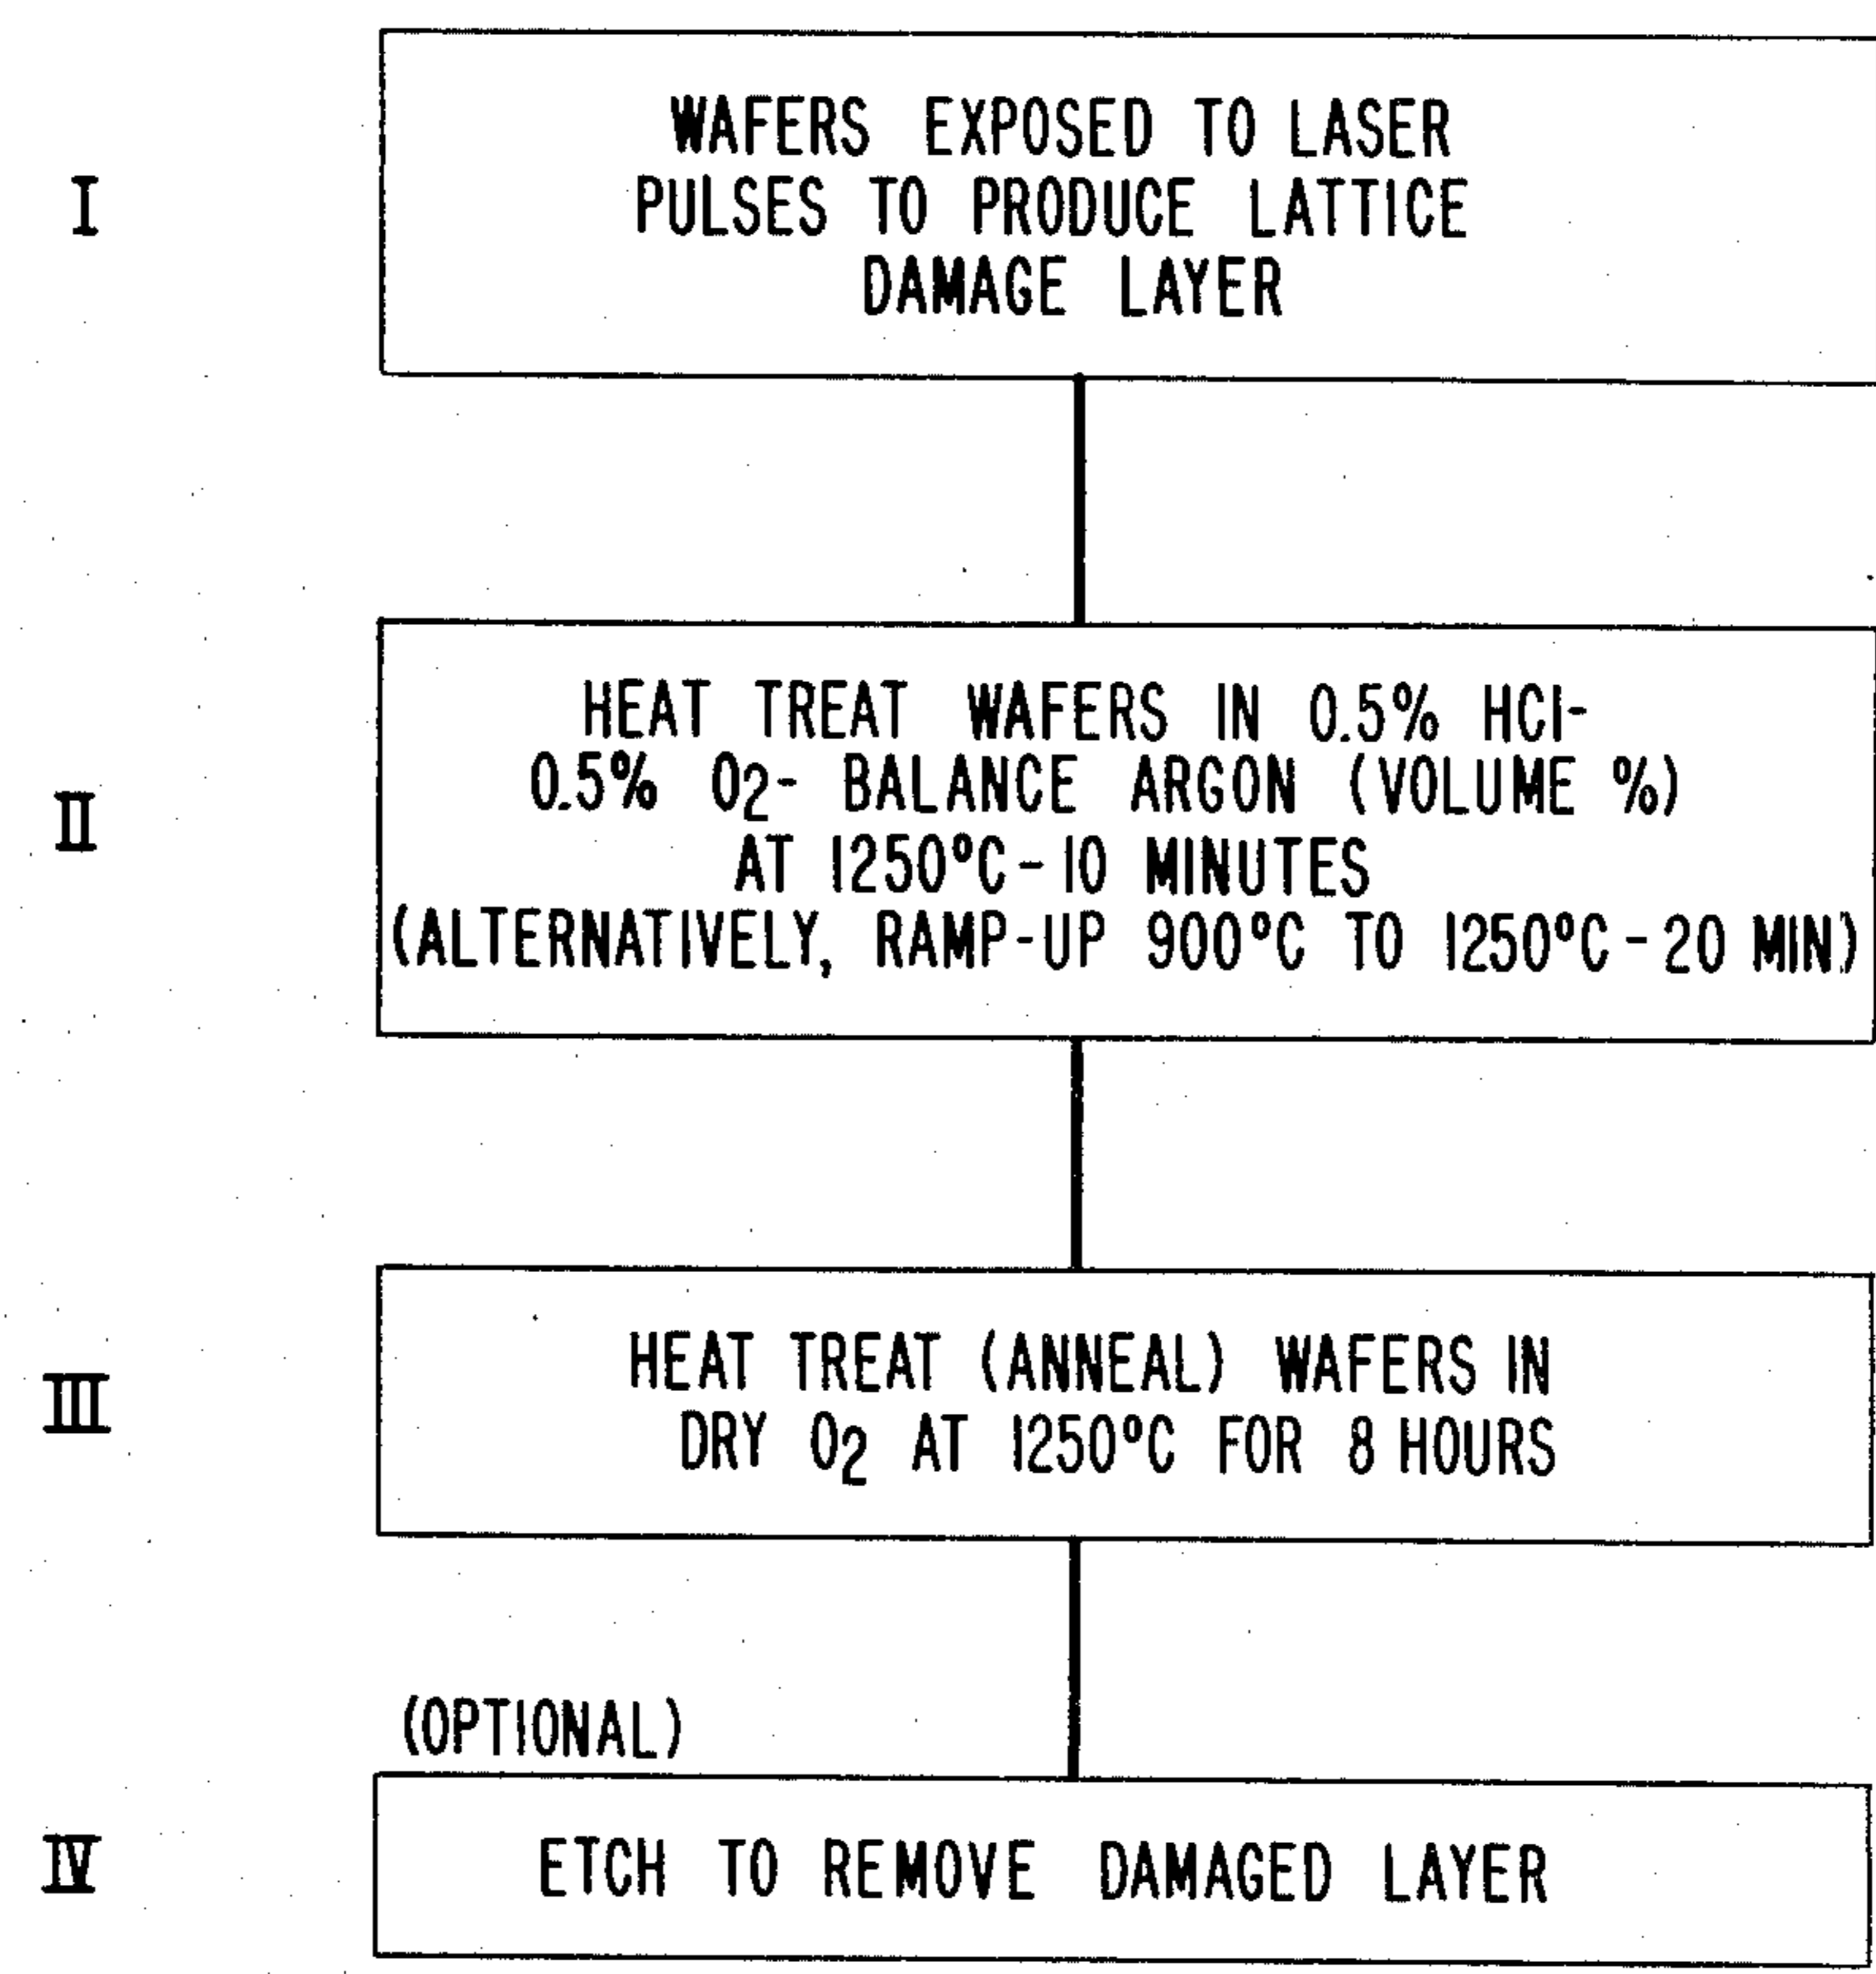 I
WAFERS EXPOSED TO LASER
PULSES TO PRODUCE LATTICE
DAMAGE LAYER
II
HEAT TREAT WAFERS IN 0.5% HCl-
0.5% O2- BALANCE ARGON (VOLUME %)
AT 1250°C-10 MINUTES
(ALTERNATIVELY, RAMP-UP 900°C TO 1250°C-20 MIN)
III
HEAT TREAT (ANNEAL) WAFERS IN
DRY O2 AT 1250°C FOR 8 HOURS
(OPTIONAL)
IV
ETCH TO REMOVE DAMAGED LAYER